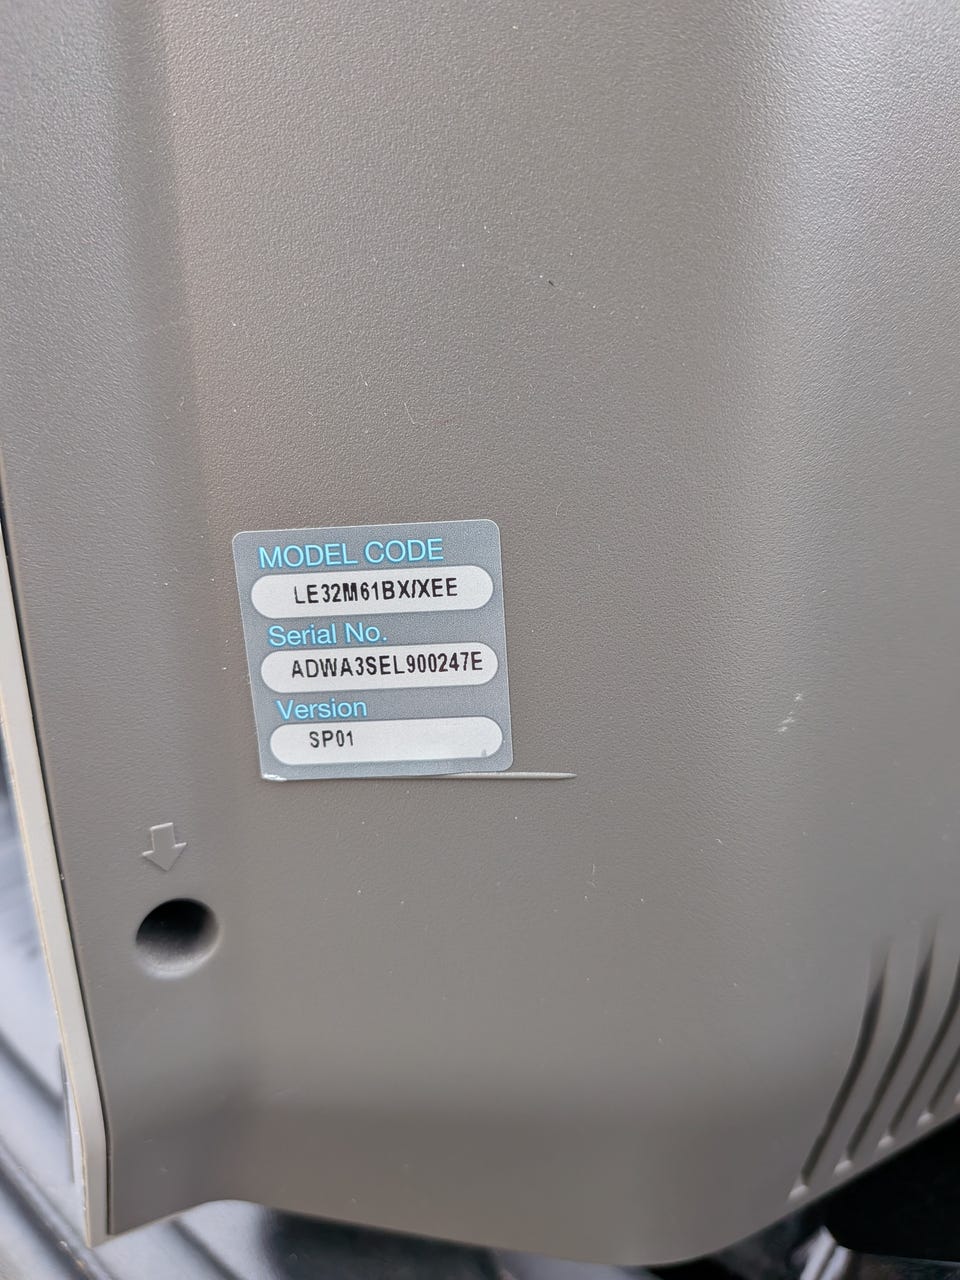 MODEL CODE
LE32M61BX/XEE
Serial No.
ADWA3SEL900247E
Version
SP01